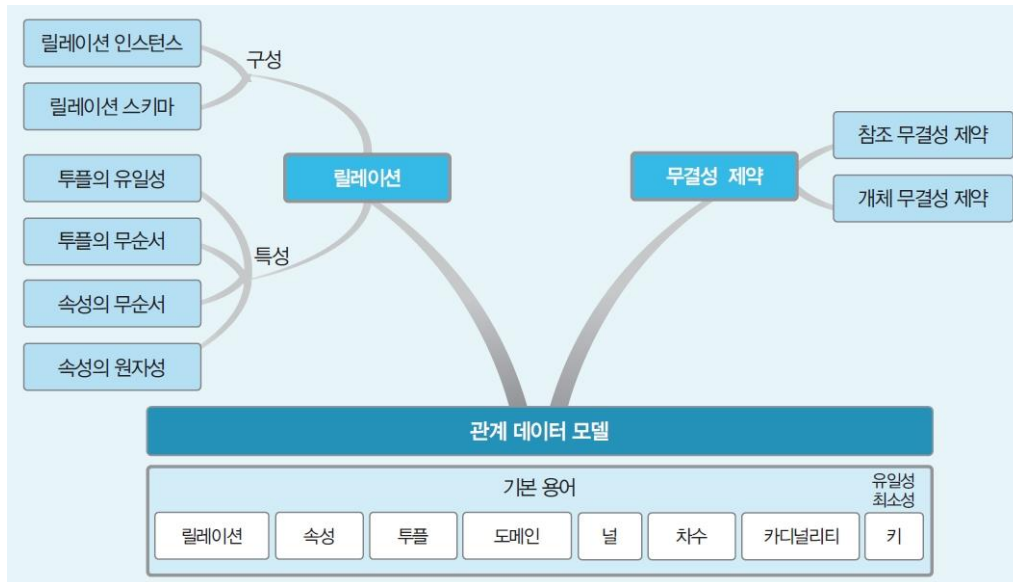 릴레이션 인스턴스
구성
릴레이션 스키마
참조 무결성 제약
투플의 유일성
릴레이션
무결성 제약
개체 무결성 제약
투플의 무순서
특성
속성의 무순서
속성의 원자성
관계 데이터 모델
기본 용어
유일성
최소성
릴레이션 속성 투플 도메인 널 차수 카디널리티 키